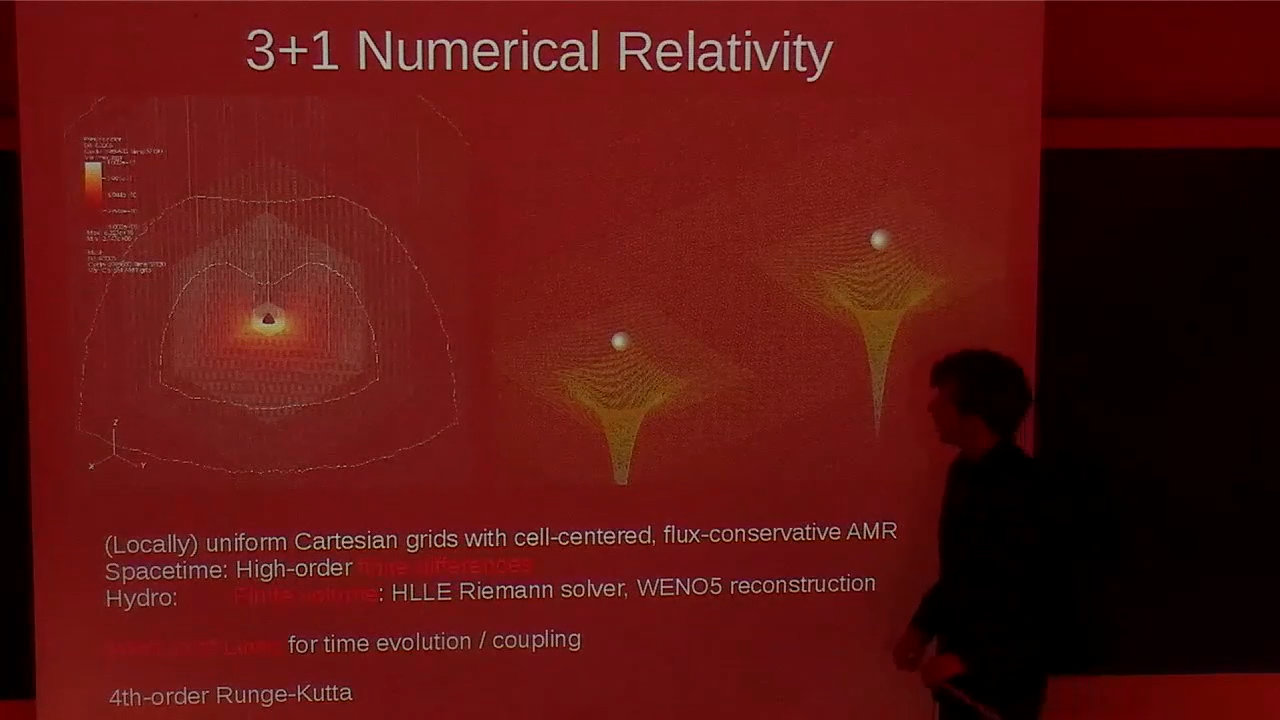 3+1 Numerical Relativity
z
x
Y
(Locally) uniform Cartesian grids with cell-centered, flux-conservative AMR
Spacetime: High-order finite differences
Hydro: Finite volume: HLLE Riemann solver, WENO5 reconstruction
Method of Lines for time evolution / coupling
4th-order Runge-Kutta